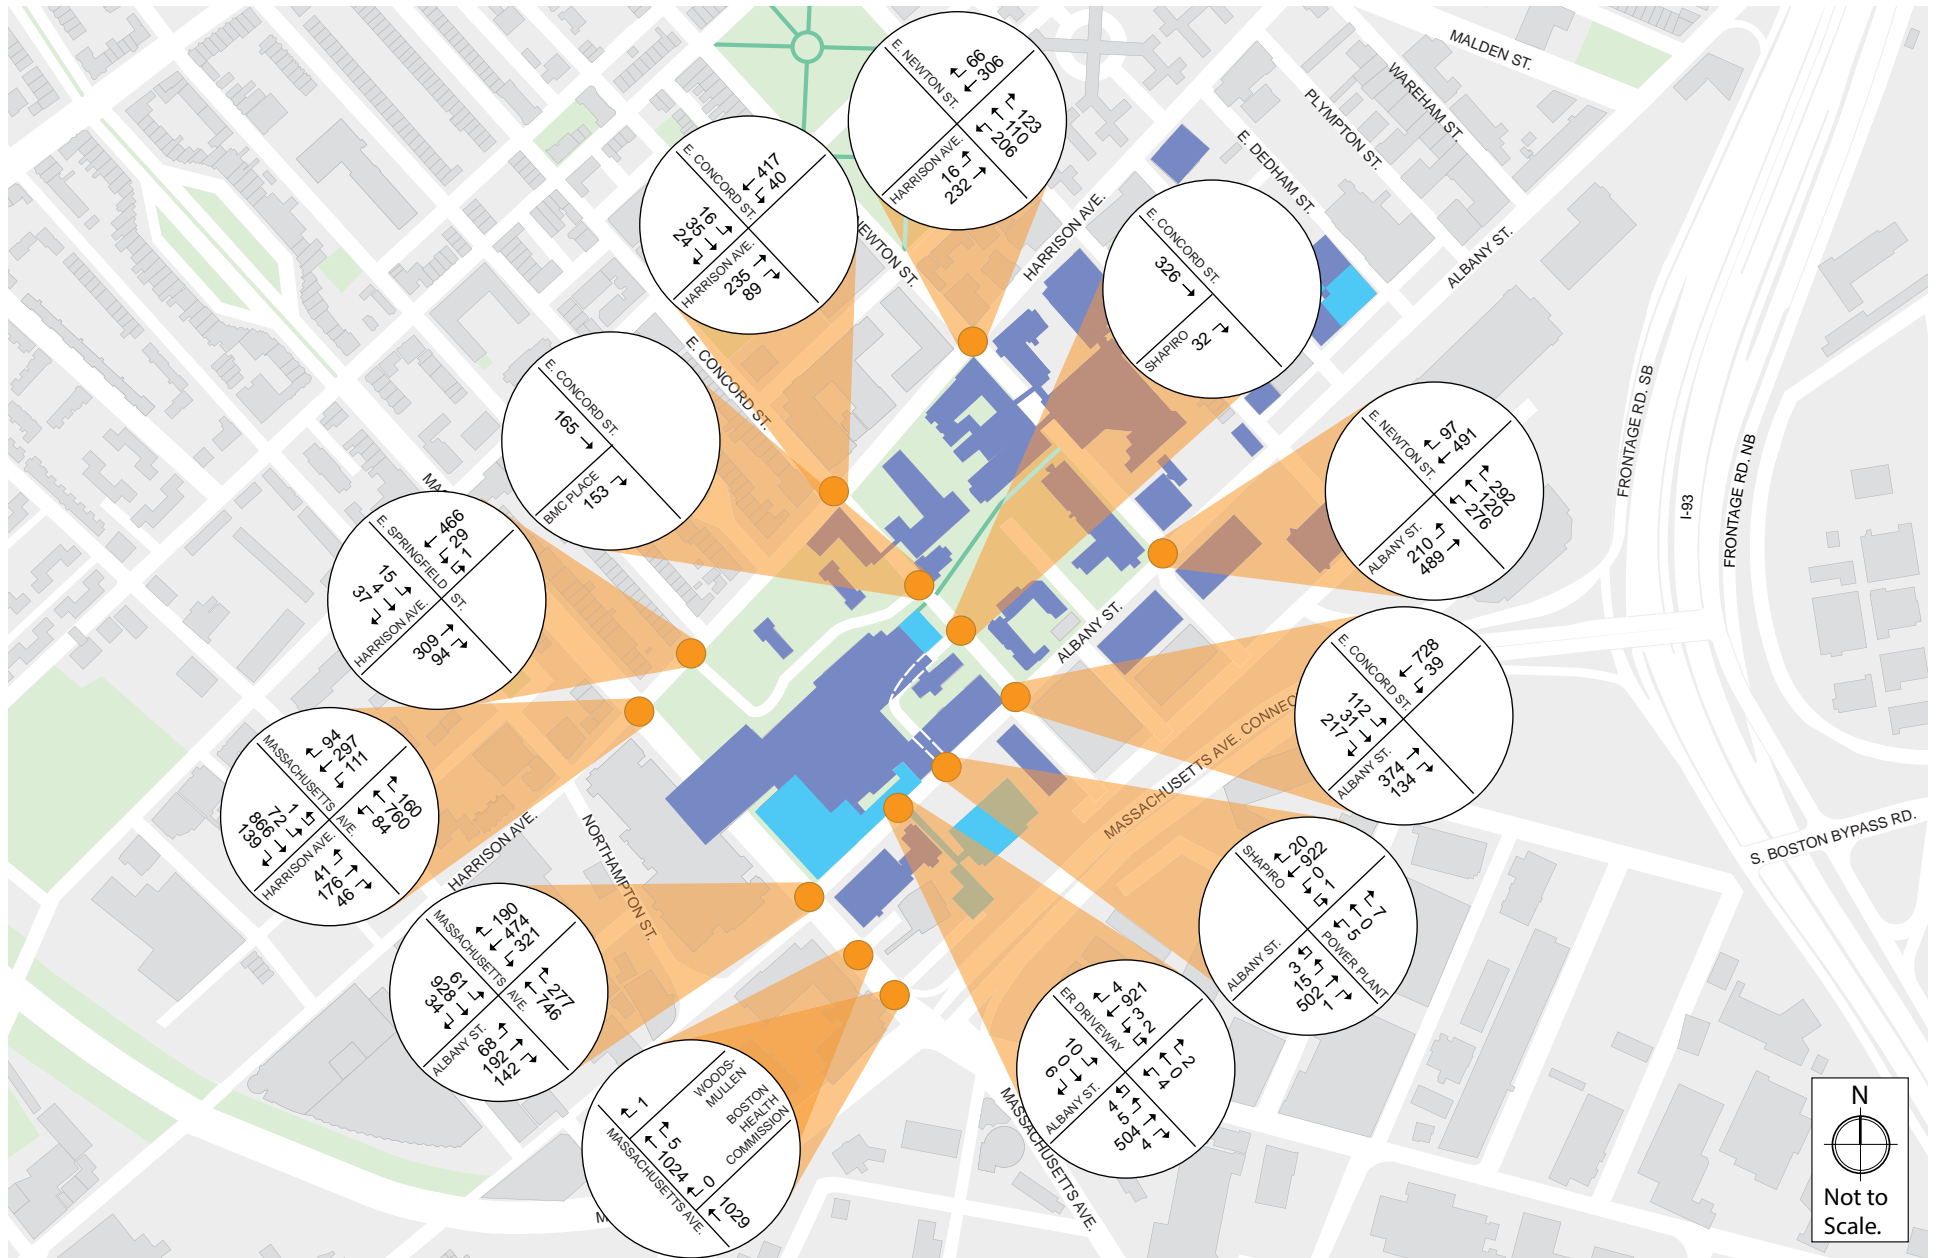 MALDEN ST.
WAREHAM ST.
PLYMPTON ST.
E. DEDHAM ST.
ALBANY ST.
HARRISON AVE.
NEWTON ST.
E. CONCORD ST.
FRONTAGE RD. SB
I-93
FRONTAGE RD. NB
E. NEWTON ST.
66
306
123
110
206
HARRISON AVE.
16
232
E. CONCORD ST.
417
40
16
35
24
HARRISON AVE.
235
89
E. CONCORD ST.
326
SHAPIRO
32
E. CONCORD ST.
165
BMC PLACE
153
E. NEWTON ST.
97
491
292
120
276
ALBANY ST.
210
489
MA
E. SPRINGFIELD ST.
466
29
1
15
4
37
HARRISON AVE.
309
94
ALBANY ST.
MASSACHUSETTS AVE. CONNEC
E. CONCORD ST.
728
39
112
31
217
ALBANY ST.
374
134
MASSACHUSETTS AVE.
94
297
111
160
760
84
1
72
866
139
HARRISON AVE.
41
176
46
S. BOSTON BYPASS RD.
HARRISON AVE.
NORTHAMPTON ST.
SHAPIRO
20
922
0
1
7
0
5
ALBANY ST.
POWER PLANT
3
15
502
1
MASSACHUSETTS AVE.
190
474
321
277
746
61
928
34
ALBANY ST.
68
192
142
ER DRIVEWAY
4
921
3
2
2
0
4
10
0
6
ALBANY ST.
4
5
504
4
WOODS-
MULLEN
BOSTON
HEALTH
COMMISSION
1
5
1024
0
1029
MASSACHUSETTS AVE.
MASSACHUSETTS AVE.
M
N
Not to
Scale.